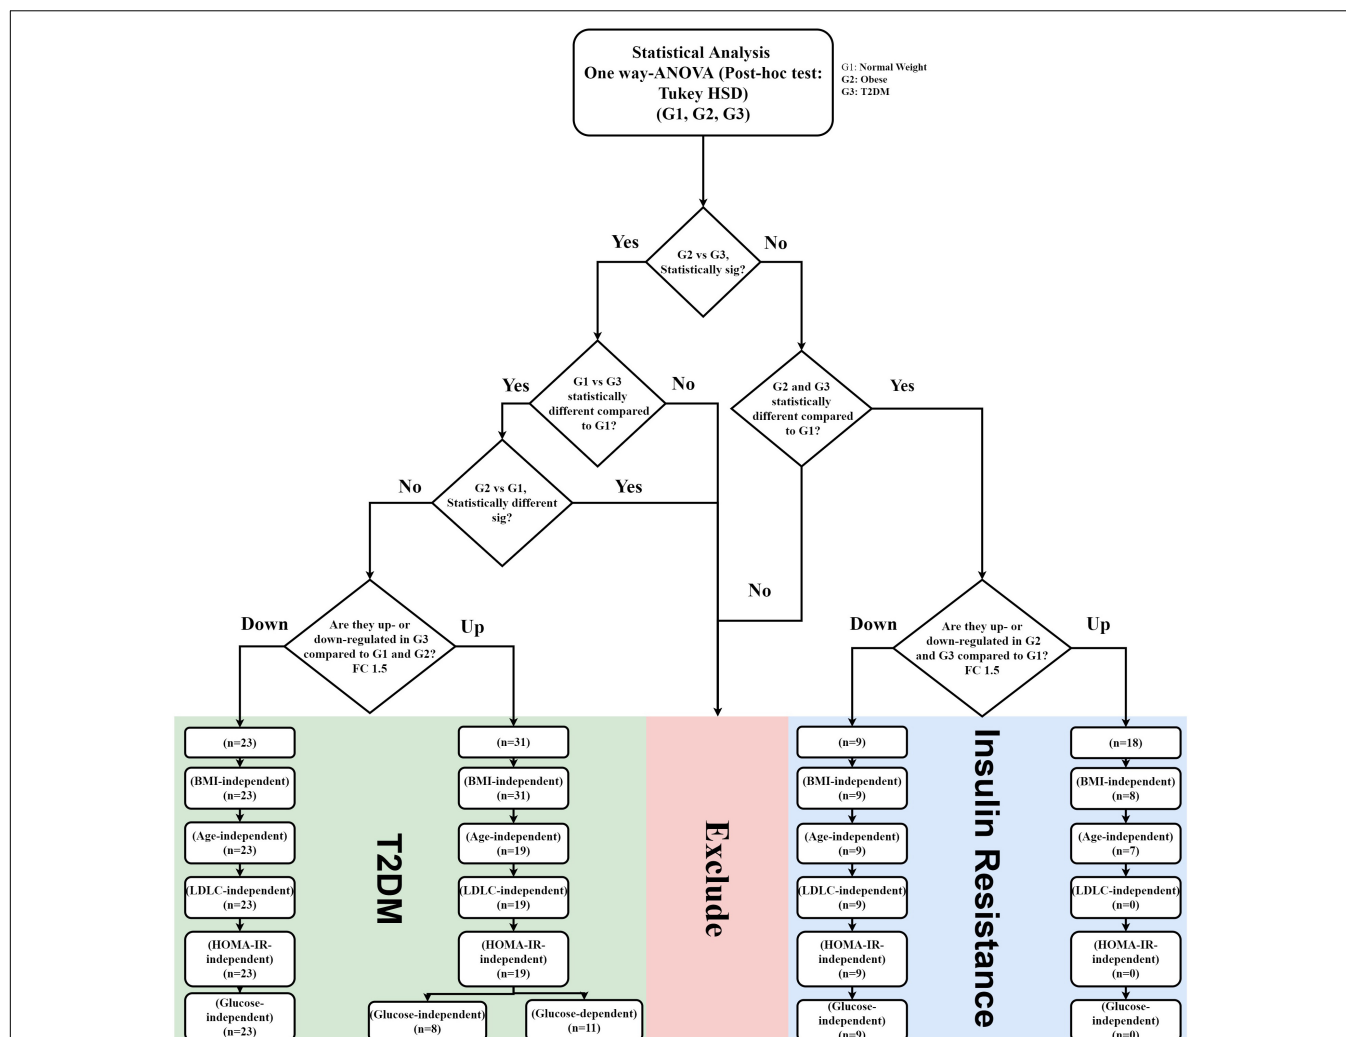 Statistical Analysis
One way-ANOVA (Post-hoc test:
Tukey HSD)
(G1, G2, G3)
G1: Normal Weight
G2: Obese
G3: T2DM
Yes
No
G2 vs G3,
Statistically sig?
Yes
G1 vs G3
statistically
different compared
to G1?
No
G2 and G3
statistically
different compared
to G1?
Yes
No
G2 vs G1,
Statistically different
sig?
Yes
No
Down
Are they up- or
down-regulated in G3
compared to G1 and G2?
FC 1.5
Up
Down
Are they up- or
down-regulated in G2
and G3 compared to G1?
FC 1.5
Up
(n=23)
(BMI-independent)
(n=23)
(Age-independent)
(n=23)
(LDLC-independent)
(n=23)
(HOMA-IR-
independent)
(n=23)
(Glucose-
independent)
(n=23)
T2DM
(n=31)
(BMI-independent)
(n=31)
(Age-independent)
(n=19)
(LDLC-independent)
(n=19)
(HOMA-IR-
independent)
(n=19)
(Glucose-independent)
(n=8)
(Glucose-dependent)
(n=11)
Exclude
(n=9)
(BMI-independent)
(n=9)
(Age-independent)
(n=9)
(LDLC-independent)
(n=9)
(HOMA-IR-
independent)
(n=9)
(Glucose-
independent)
(n=9)
Insulin Resistance
(n=18)
(BMI-independent)
(n=8)
(Age-independent)
(n=7)
(LDLC-independent)
(n=0)
(HOMA-IR-
independent)
(n=0)
(Glucose-
independent)
(n=0)